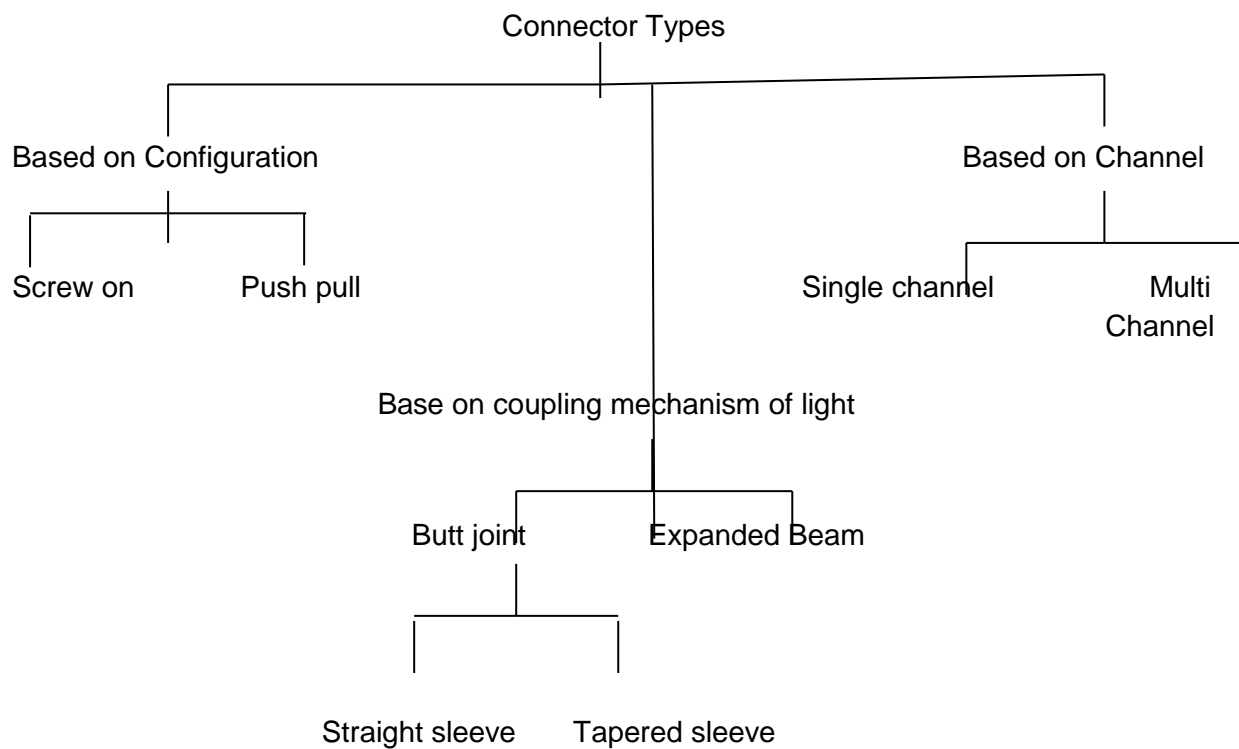 Connector Types
Based on Configuration
Based on Channel
Screw on
Push pull
Single channel
Multi
Channel
Base on coupling mechanism of light
Butt joint
Expanded Beam
Straight sleeve
Tapered sleeve